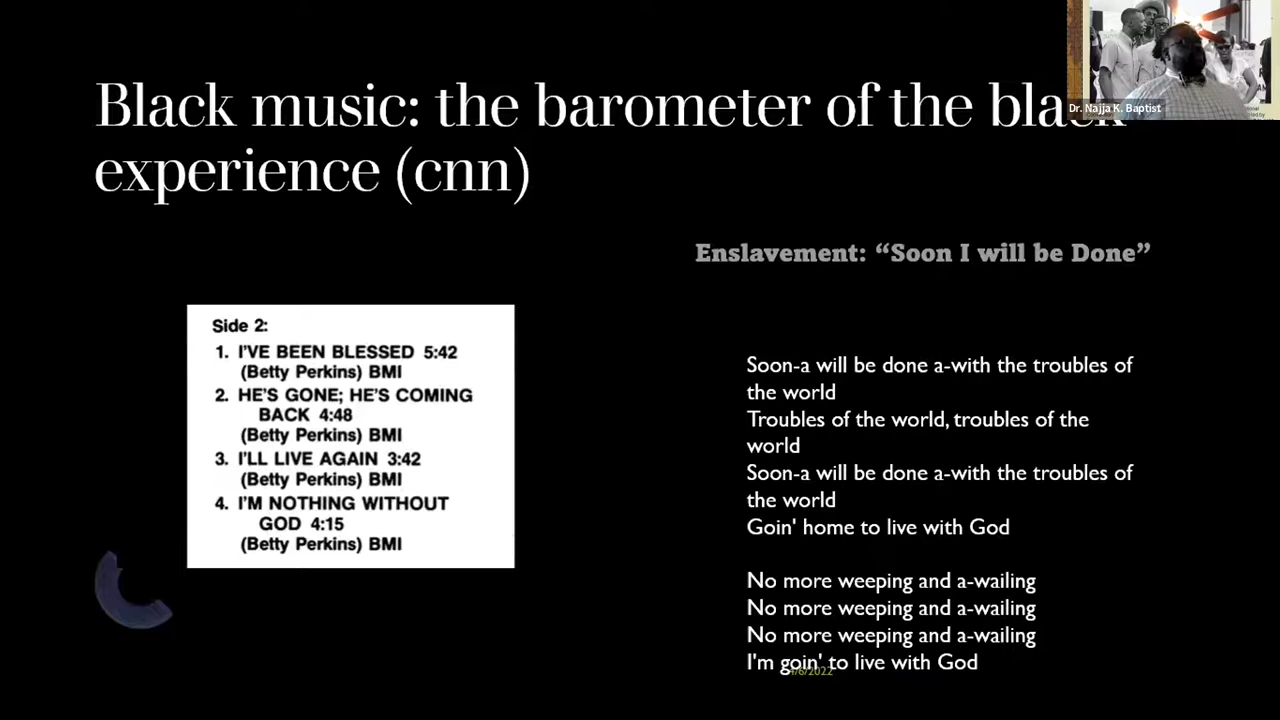 Black music: the barometer of the black
experience (cnn)
Dr. Najja K. Baptist
Enslavement: “Soon I will be Done”
Side 2:
1. I'VE BEEN BLESSED 5:42
(Betty Perkins) BMI
2. HE'S GONE; HE'S COMING
BACK 4:48
(Betty Perkins) BMI
3. I'LL LIVE AGAIN 3:42
(Betty Perkins) BMI
4. I'M NOTHING WITHOUT
GOD 4:15
(Betty Perkins) BMI
Soon-a will be done a-with the troubles of
the world
Troubles of the world, troubles of the
world
Soon-a will be done a-with the troubles of
the world
Goin' home to live with God
No more weeping and a-wailing
No more weeping and a-wailing
No more weeping and a-wailing
I'm goin' to live with God
4/6/2022